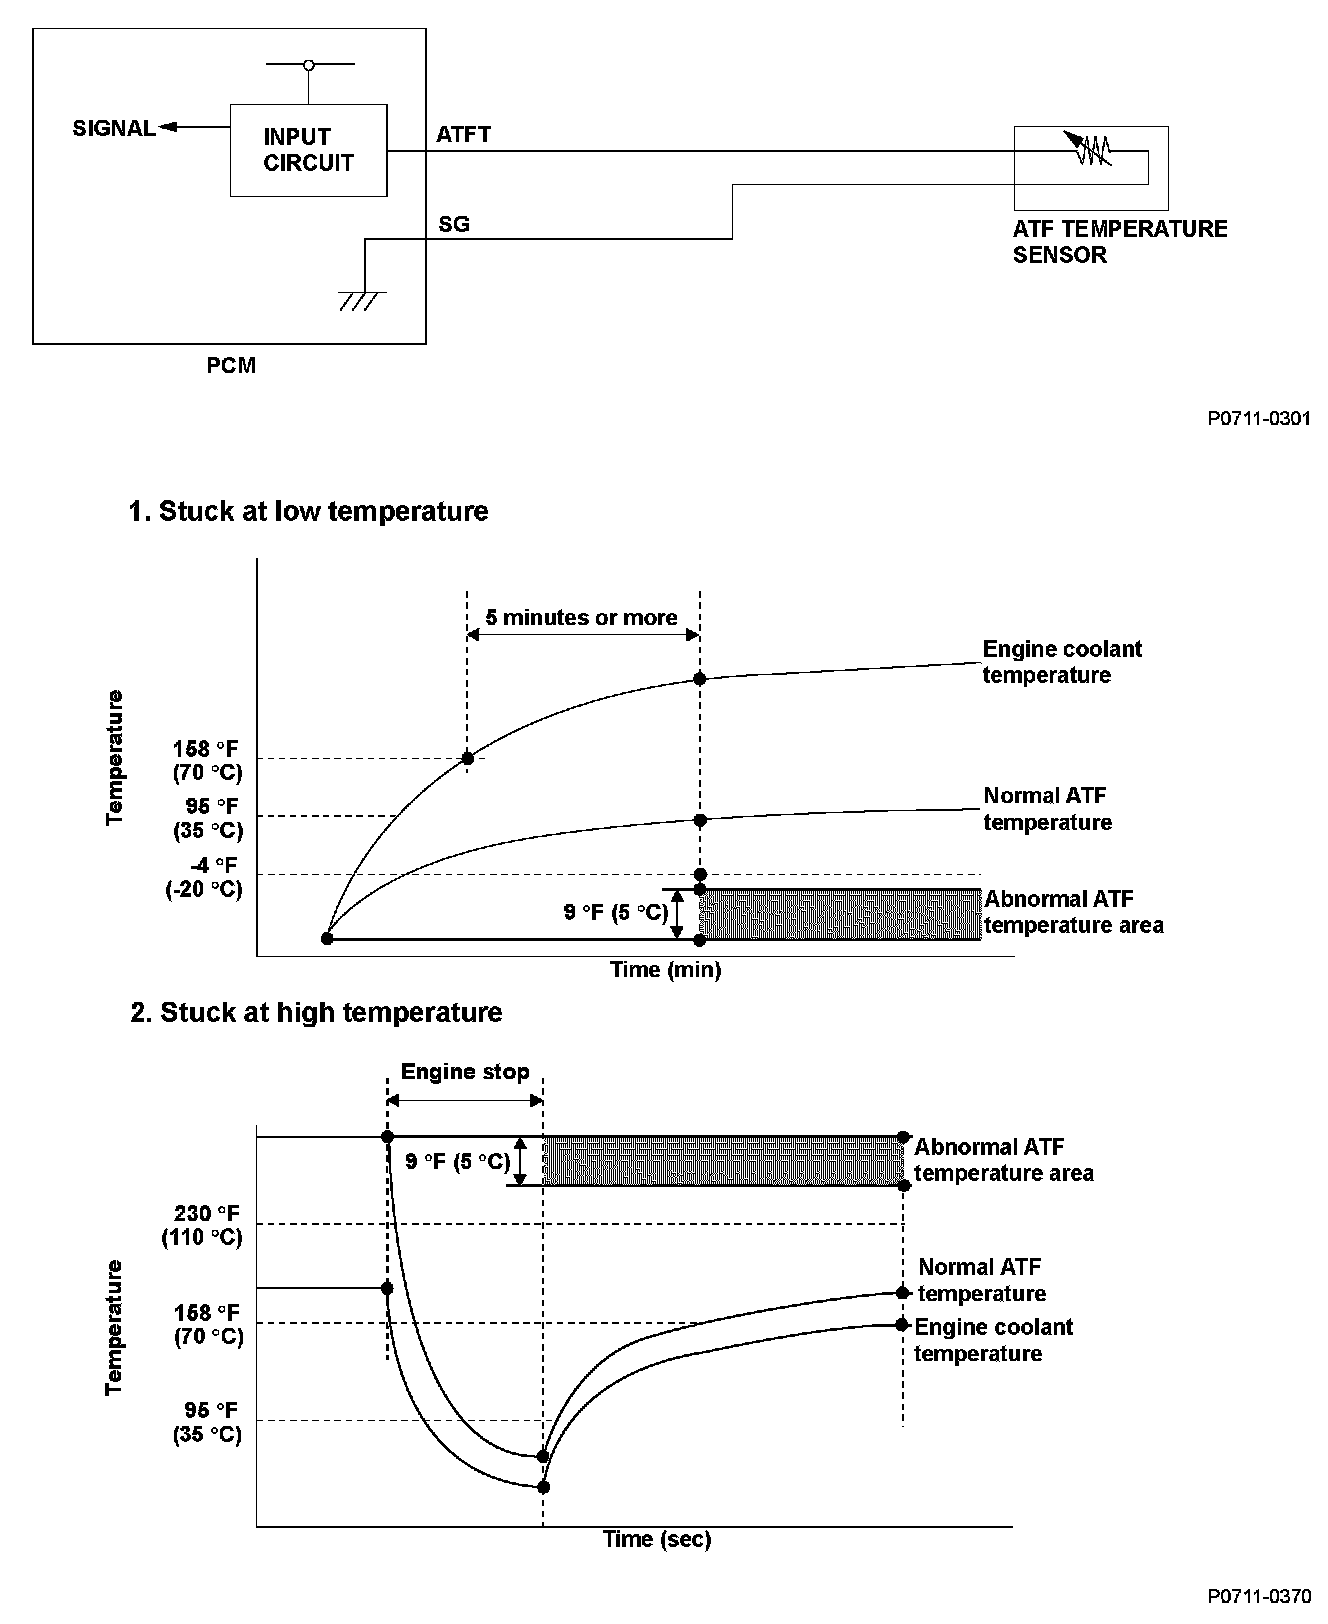 SIGNAL
INPUT
CIRCUIT
ATFT
SG
ATF TEMPERATURE
SENSOR
PCM
P0711-0301
1. Stuck at low temperature
5 minutes or more
Engine coolant
temperature
Temperature
158 °F
(70 °C)
95 °F
(35 °C)
Normal ATF
temperature
-4 °F
(-20 °C)
9 °F (5 °C)
Abnormal ATF
temperature area
Time (min)
2. Stuck at high temperature
Engine stop
9 °F (5 °C)
Abnormal ATF
temperature area
230 °F
(110 °C)
Temperature
Normal ATF
temperature
158 °F
(70 °C)
Engine coolant
temperature
95 °F
(35 °C)
Time (sec)
P0711-0370